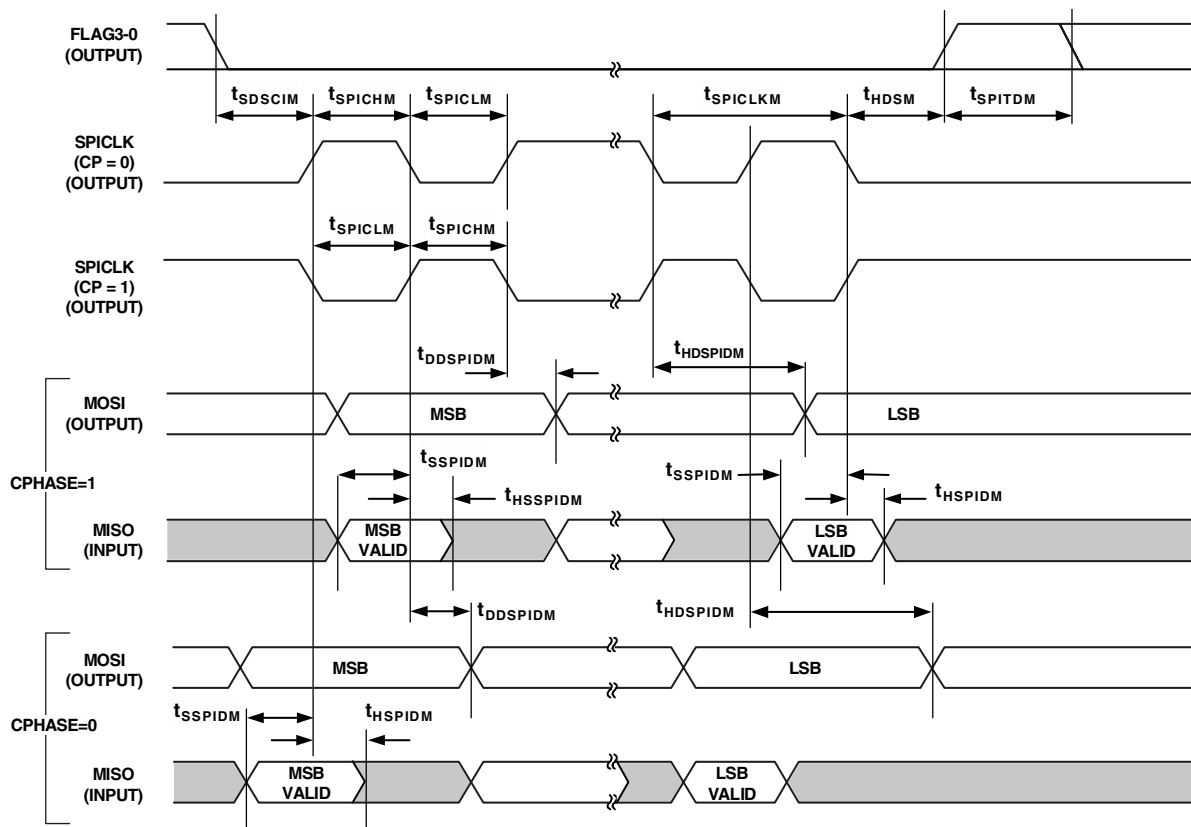 FLAG3-0
(OUTPUT)
tSDSCIM tSPICHM tSPICLM tSPICLKM tHDSM tSPITDM
SPICLK
(CP = 0)
(OUTPUT)
tSPICLM tSPICHM
SPICLK
(CP = 1)
(OUTPUT)
tDDSPIDM tHDSPIDM
CPHASE=1
MOSI
(OUTPUT)
MSB
LSB
tSSPIDM tHSSPIDM
tSSPIDM tHSPIDM
MISO
(INPUT)
MSB
VALID
LSB
VALID
tDDSPIDM tHDSPIDM
CPHASE=0
MOSI
(OUTPUT)
MSB
LSB
tSSPIDM tHSPIDM
MISO
(INPUT)
MSB
VALID
LSB
VALID